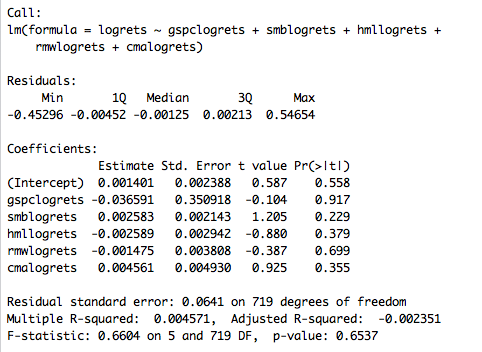 Call:
lm(formula = logrets ~ gspclogrets + smblogrets + hmllogrets +
    rmwlogrets + cmalogrets)

Residuals:
     Min       1Q   Median       3Q      Max
-0.45296 -0.00452 -0.00125  0.00213  0.54654

Coefficients:
             Estimate Std. Error t value Pr(>|t|)
(Intercept)  0.001401   0.002388   0.587    0.558
gspclogrets -0.036591   0.350918  -0.104    0.917
smblogrets   0.002583   0.002143   1.205    0.229
hmllogrets  -0.002589   0.002942  -0.880    0.379
rmwlogrets  -0.001475   0.003808  -0.387    0.699
cmalogrets   0.004561   0.004930   0.925    0.355

Residual standard error: 0.0641 on 719 degrees of freedom
Multiple R-squared:  0.004571,	Adjusted R-squared:  -0.002351
F-statistic: 0.6604 on 5 and 719 DF,  p-value: 0.6537